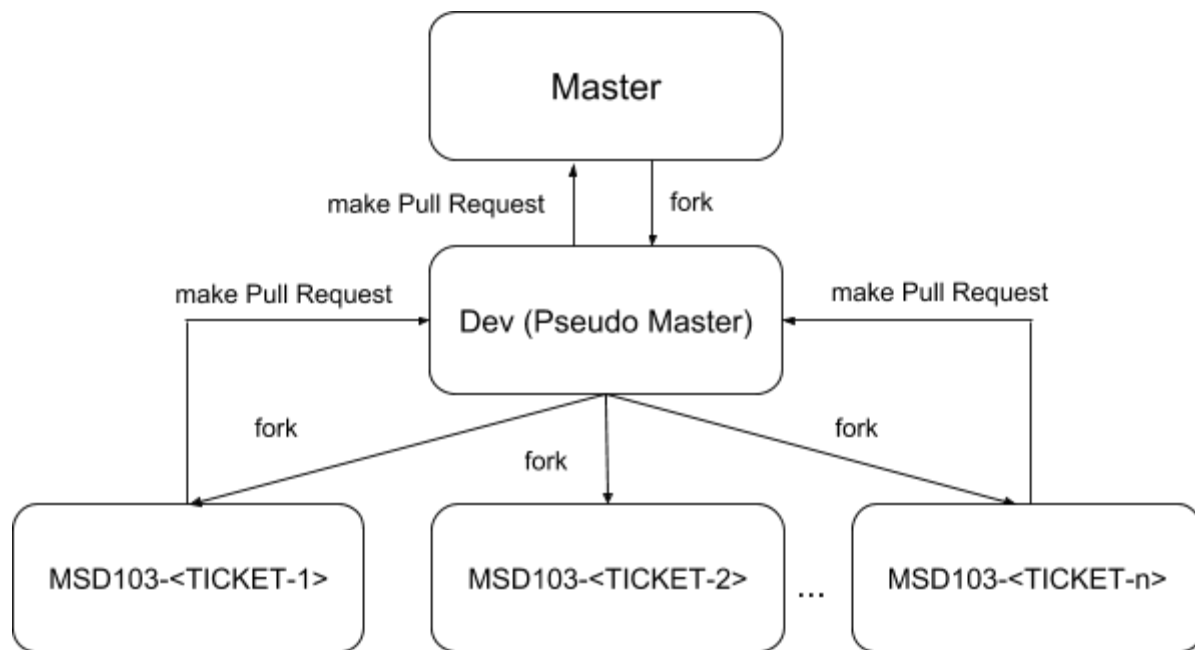 Master
make Pull Request
fork
make Pull Request
make Pull Request
Dev (Pseudo Master)
fork
fork
fork
MSD103-<TICKET-1>
MSD103-<TICKET-2>
...
MSD103-<TICKET-n>